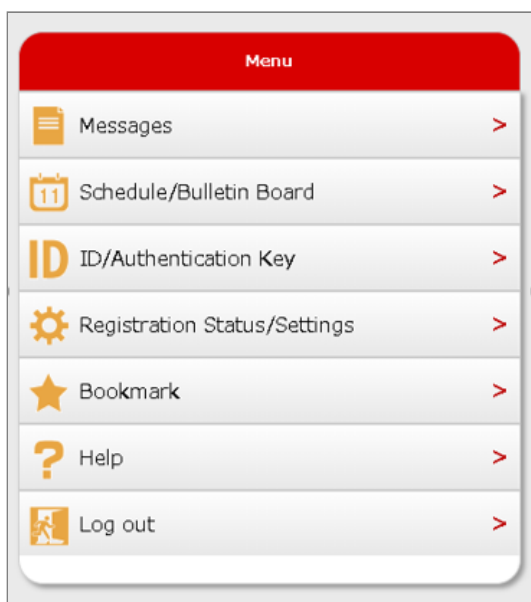 Menu
Messages >
11 Schedule/Bulletin Board >
ID ID/Authentication Key >
Registration Status/Settings >
Bookmark >
? Help >
Log out >